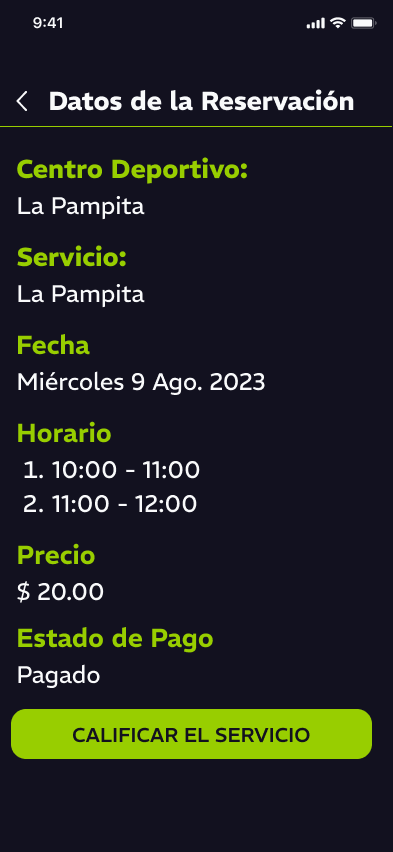 9:41
Datos de la Reservación
Centro Deportivo:
La Pampita
Servicio:
La Pampita
Fecha
Miércoles 9 Ago. 2023
Horario
1. 10:00 - 11:00
2. 11:00 - 12:00
Precio
$ 20.00
Estado de Pago
Pagado
CALIFICAR EL SERVICIO